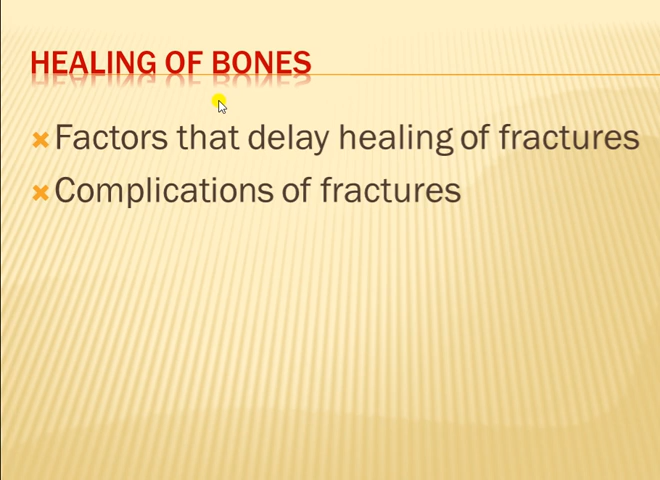 HEALING OF BONES
Factors that delay healing of fractures
Complications of fractures